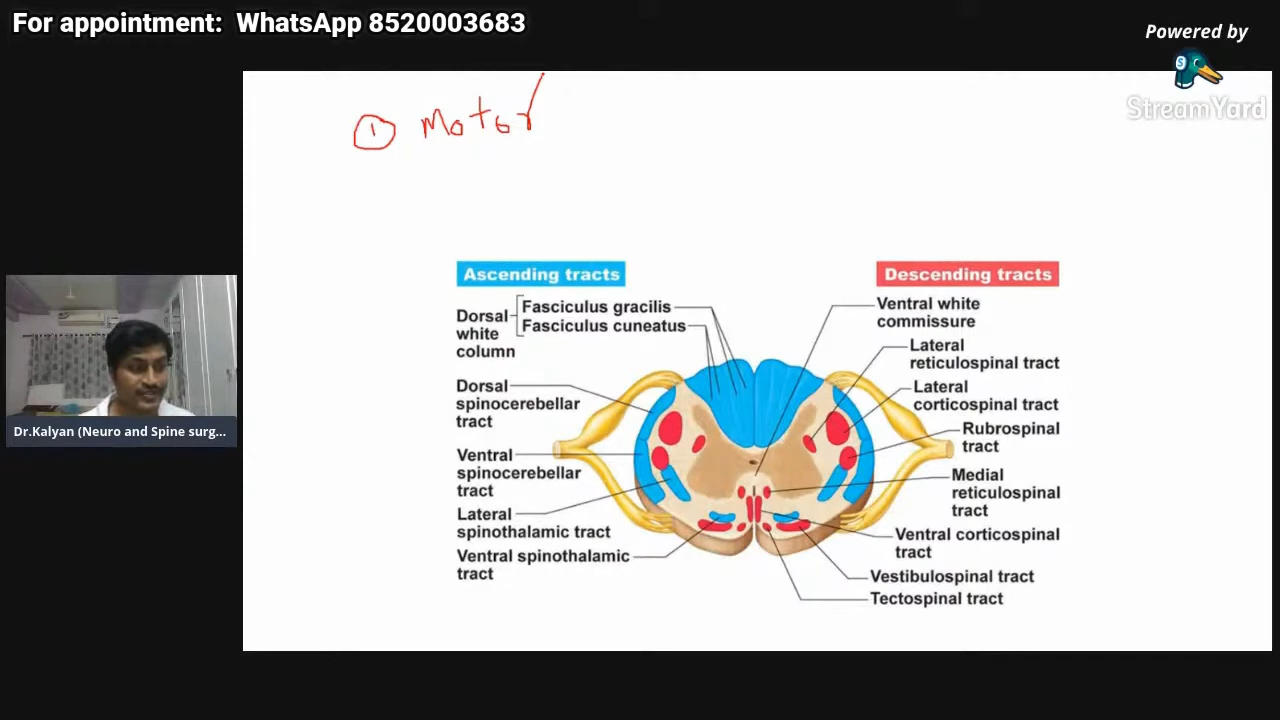 For appointment: WhatsApp 8520003683
Powered by
StreamYard
① Motor
Ascending tracts
Dorsal white column
Fasciculus gracilis
Fasciculus cuneatus
Dorsal
spinocerebellar
tract
Ventral
spinocerebellar
tract
Lateral
spinothalamic tract
Ventral spinothalamic
tract
Descending tracts
Ventral white
commissure
Lateral
reticulospinal tract
Lateral
corticospinal tract
Rubrospinal
tract
Medial
reticulospinal
tract
Ventral corticospinal
tract
Vestibulospinal tract
Tectospinal tract
Dr.Kalyan (Neuro and Spine surg...